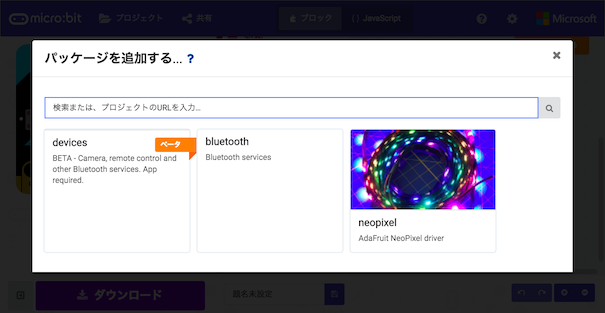 micro:bit プロジェクト 共有 ブロック {} JavaScript Microsoft
パッケージを追加する... ?
検索または、プロジェクトのURLを入力...
devices
ベータ
BETA - Camera, remote control and
other Bluetooth services. App
required.
bluetooth
Bluetooth services
neopixel
AdaFruit NeoPixel driver
ダウンロード
題名未設定